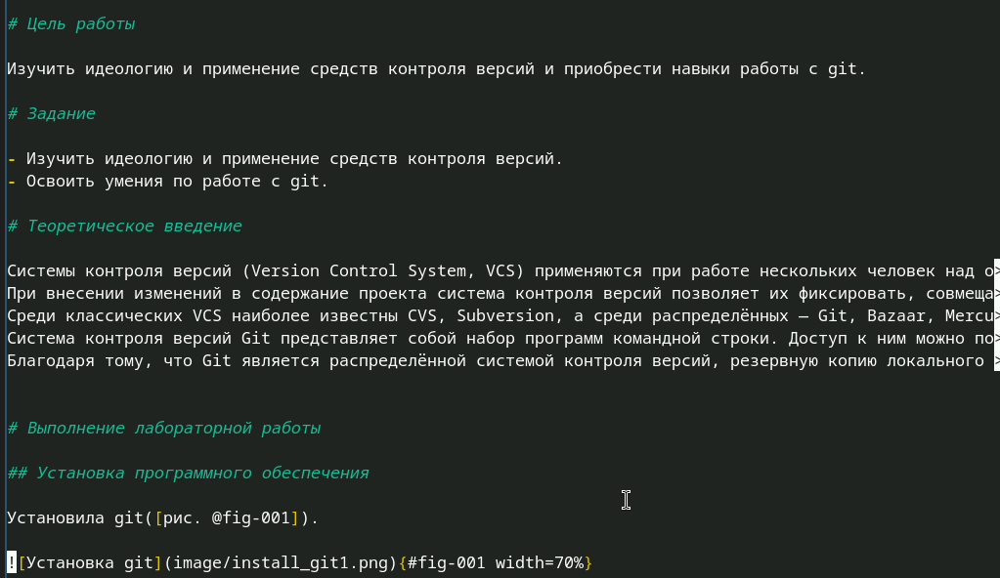 # Цель работы
Изучить идеологию и применение средств контроля версий и приобрести навыки работы с git.
# Задание
- Изучить идеологию и применение средств контроля версий.
- Освоить умения по работе с git.
# Теоретическое введение
Системы контроля версий (Version Control System, VCS) применяются при работе нескольких человек над о>
При внесении изменений в содержание проекта система контроля версий позволяет их фиксировать, совмеща>
Среди классических VCS наиболее известны CVS, Subversion, а среди распределённых — Git, Bazaar, Mercu>
Система контроля версий Git представляет собой набор программ командной строки. Доступ к ним можно по>
Благодаря тому, что Git является распределённой системой контроля версий, резервную копию локального >
# Выполнение лабораторной работы
## Установка программного обеспечения
Установила git([рис. @fig-001]).
![Установка git](image/install_git1.png){#fig-001 width=70%}